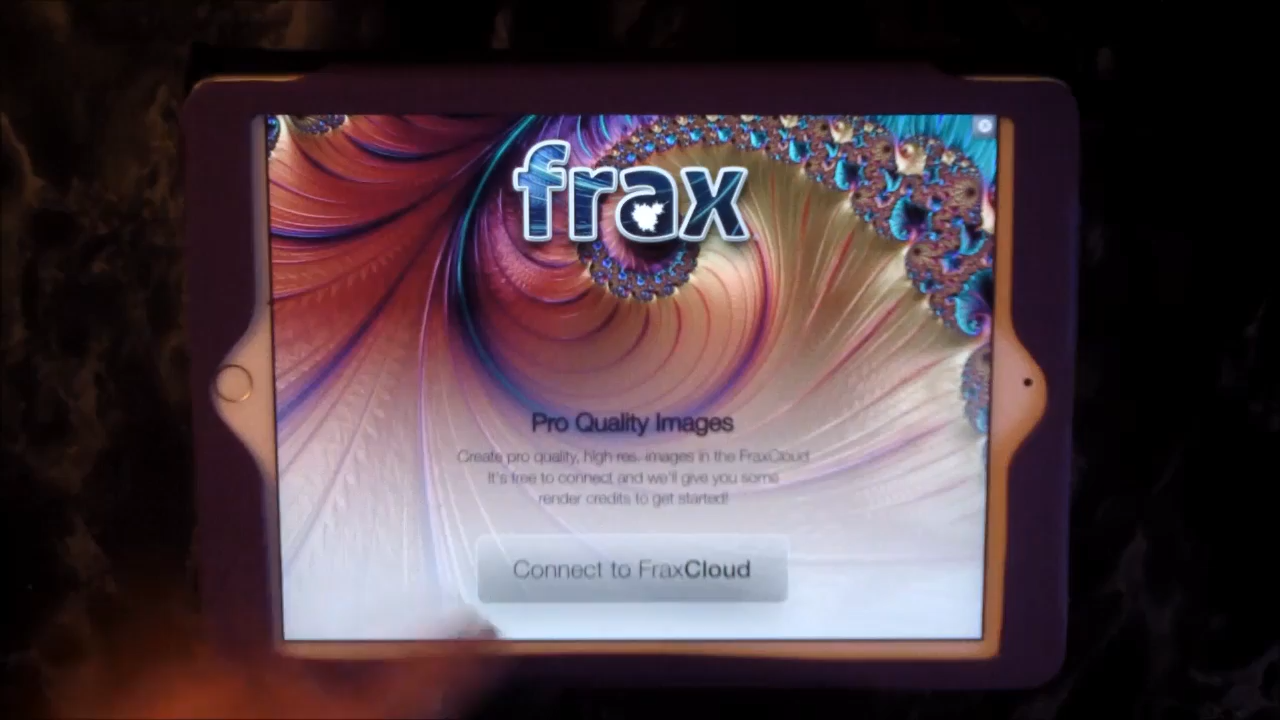 frax
Pro Quality Images
Create pro quality, high res. images in the FraxCloud.
It's free to connect and we'll give you some
render credits to get started!
Connect to FraxCloud